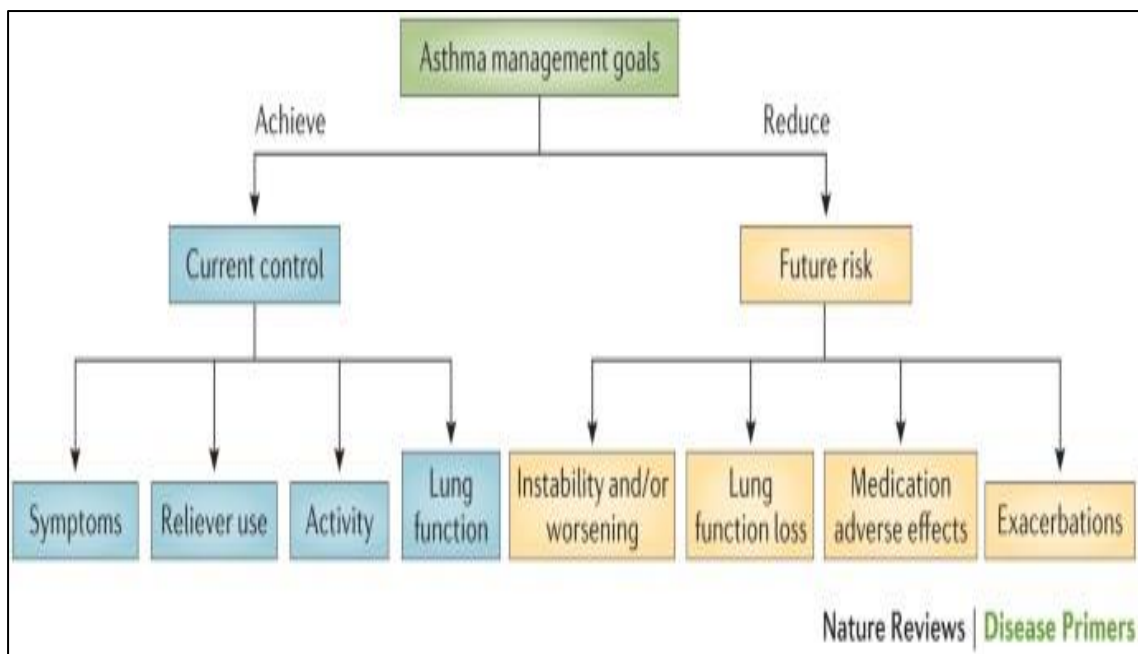 Asthma management goals
Achieve
Reduce
Current control
Future risk
Symptoms
Reliever use
Activity
Lung
function
Instability and/or
worsening
Lung
function loss
Medication
adverse effects
Exacerbations
Nature Reviews | Disease Primers